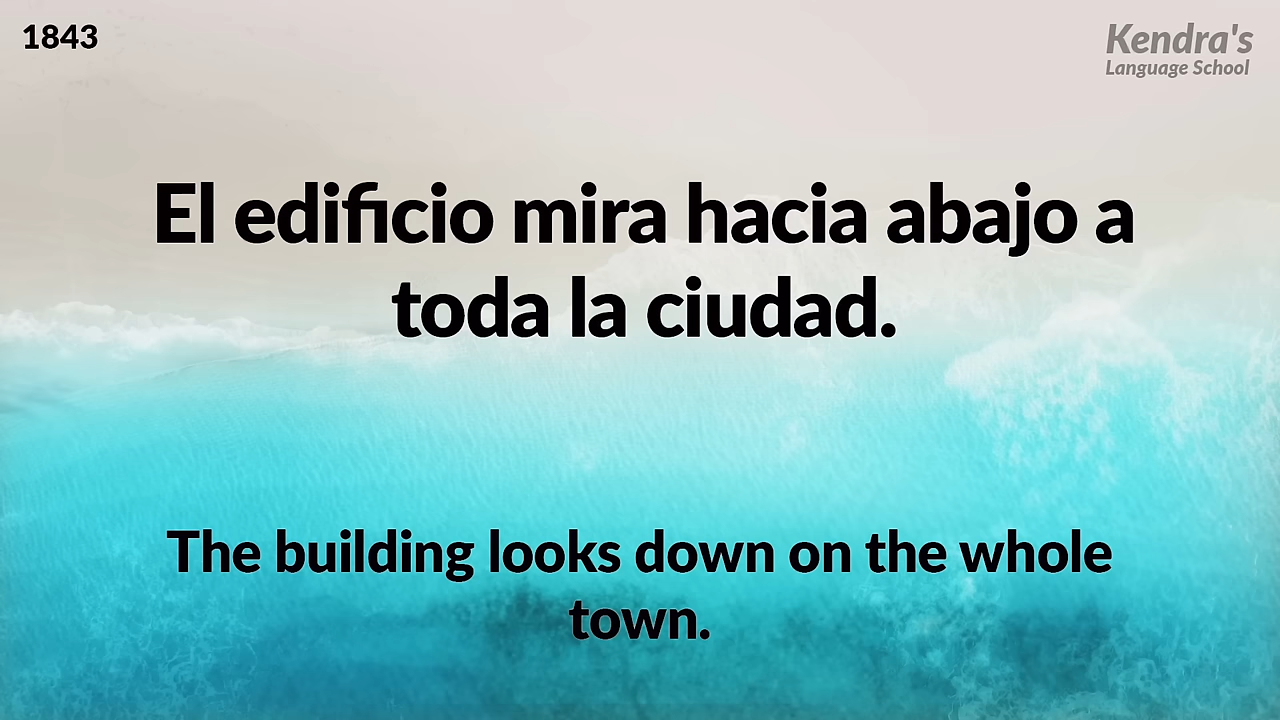 1843
Kendra's
Language School
El edificio mira hacia abajo a
toda la ciudad.
The building looks down on the whole
town.